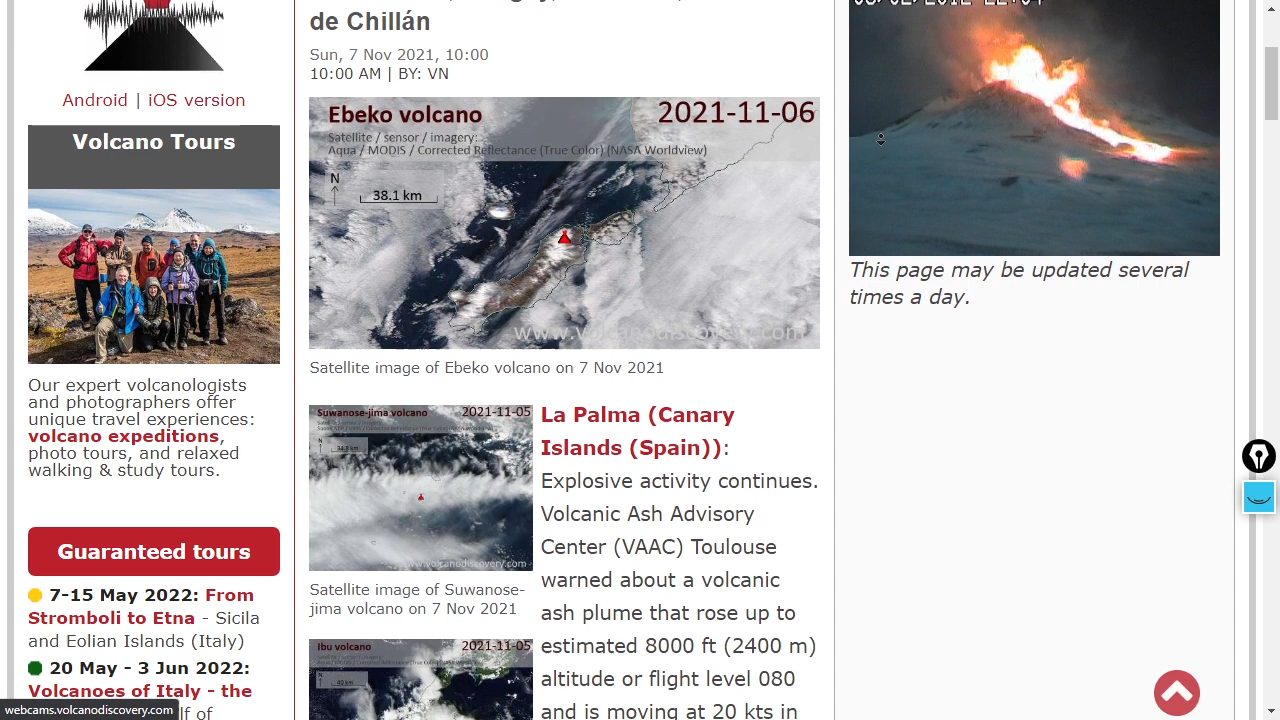 de Chillán
Sun, 7 Nov 2021, 10:00
10:00 AM | BY: VN
Android | iOS version
Volcano Tours
Our expert volcanologists
and photographers offer
unique travel experiences:
volcano expeditions,
photo tours, and relaxed
walking & study tours.
Guaranteed tours
7-15 May 2022: From
Stromboli to Etna - Sicila
and Eolian Islands (Italy)
20 May - 3 Jun 2022:
Volcanoes of Italy - the
lf of
webcams.volcanodiscovery.com
Ebeko volcano
2021-11-06
Satellite / sensor / imagery:
Aqua / MODIS / Corrected Reflectance (True Color) (NASA Worldview)
N
38.1 km
www.volcanodiscovery.com
Satellite image of Ebeko volcano on 7 Nov 2021
Suwanose-jima volcano
2021-11-05
N
www.volcanodiscovery.com
Satellite image of Suwanose-
jima volcano on 7 Nov 2021
Ibu volcano
2021-11-05
N
40 km
La Palma (Canary
Islands (Spain)):
Explosive activity continues.
Volcanic Ash Advisory
Center (VAAC) Toulouse
warned about a volcanic
ash plume that rose up to
estimated 8000 ft (2400 m)
altitude or flight level 080
and is moving at 20 kts in
This page may be updated several
times a day.